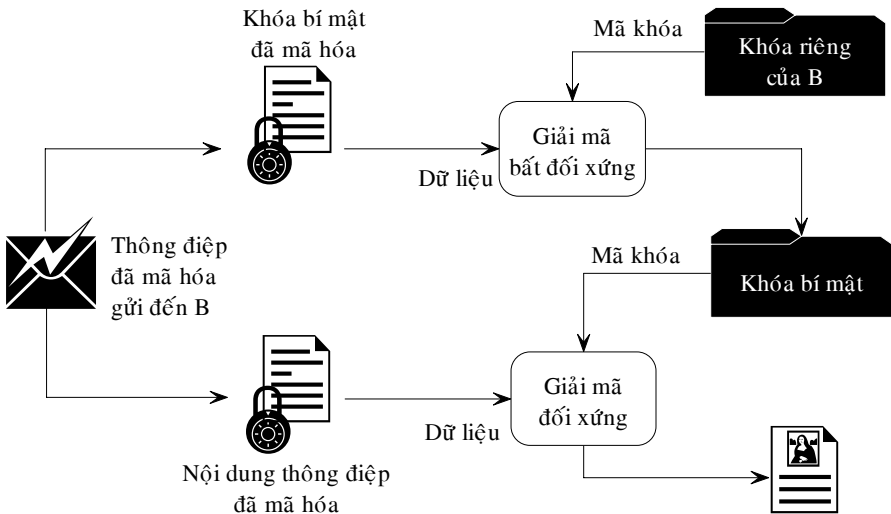 Khóa bí mật
đã mã hóa
Mã khóa
Khóa riêng
của B
Giải mã
bất đối xứng
Dữ liệu
Thông điệp
đã mã hóa
gửi đến B
Mã khóa
Khóa bí mật
Giải mã
đối xứng
Dữ liệu
Nội dung thông điệp
đã mã hóa